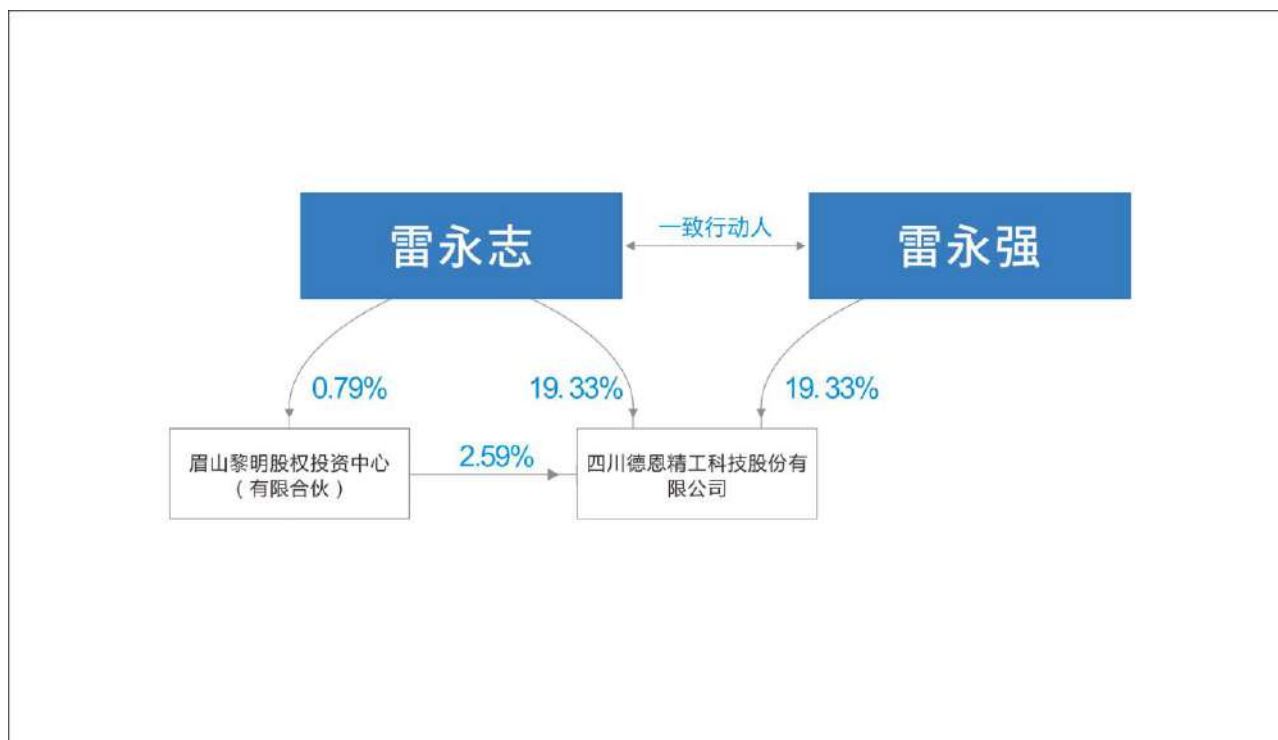 雷永志
一致行动人
雷永强
0.79%
19.33%
19.33%
眉山黎明股权投资中心
（有限合伙）
2.59%
四川德恩精工科技股份有
限公司